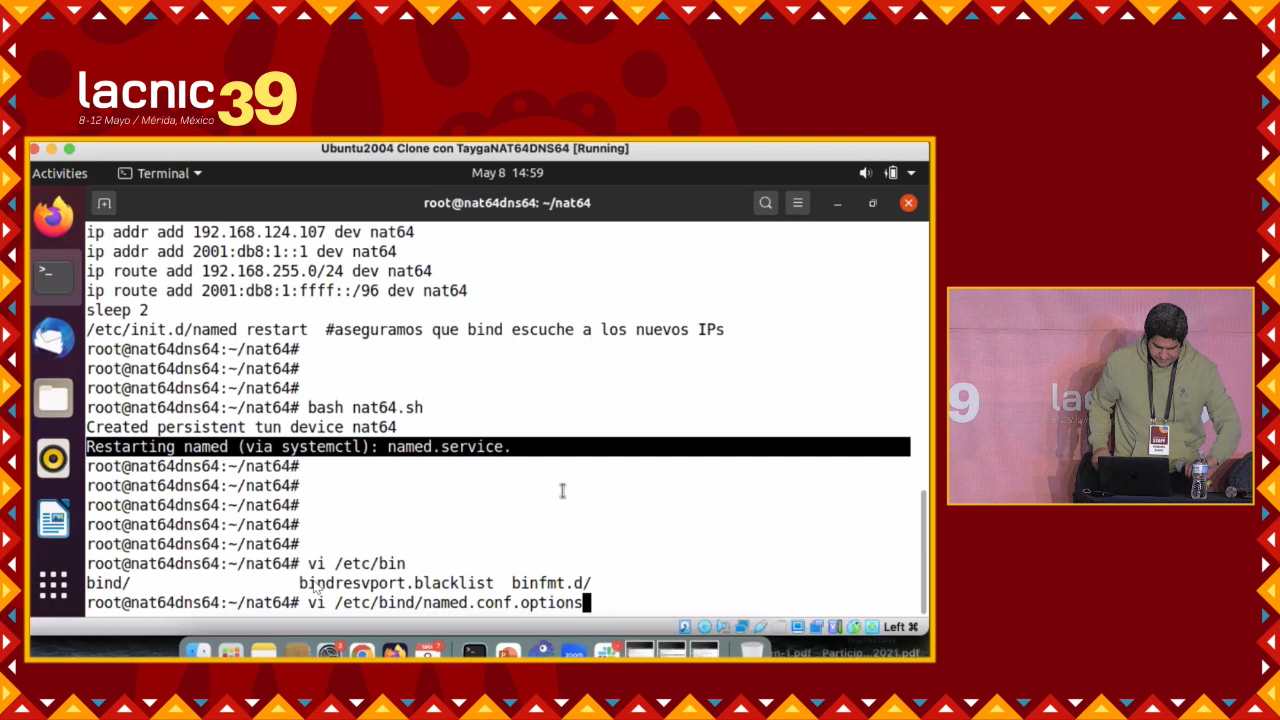 lacnic 39
8-12 Mayo / Mérida, México
Ubuntu2004 Clone con TaygaNAT64DNS64 [Running]
Activities
Terminal
May 8 14:59
root@nat64dns64: ~/nat64
ip addr add 192.168.124.107 dev nat64
ip addr add 2001:db8:1::1 dev nat64
ip route add 192.168.255.0/24 dev nat64
ip route add 2001:db8:1:ffff::/96 dev nat64
sleep 2
/etc/init.d/named restart  #aseguramos que bind escuche a los nuevos IPs
root@nat64dns64:~/nat64#
root@nat64dns64:~/nat64#
root@nat64dns64:~/nat64#
root@nat64dns64:~/nat64# bash nat64.sh
Created persistent tun device nat64
Restarting named (via systemctl): named.service.
root@nat64dns64:~/nat64#
root@nat64dns64:~/nat64#
root@nat64dns64:~/nat64#
root@nat64dns64:~/nat64#
root@nat64dns64:~/nat64#
root@nat64dns64:~/nat64# vi /etc/bin
bind/ bindresvport.blacklist binfmt.d/
root@nat64dns64:~/nat64# vi /etc/bind/named.conf.options
Left ⌘
9
la
STAFF